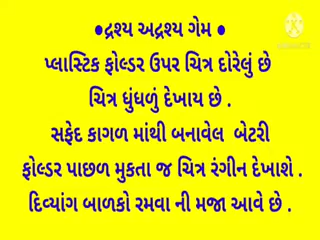 ●દ્રશ્ય અદ્રશ્ય ગેમ ●
પ્લાસ્ટિક ફોલ્ડર ઉપર ચિત્ર દોરેલું છે
ચિત્ર ધુંધળું દેખાય છે .
સફેદ કાગળ માંથી બનાવેલ બેટરી
ફોલ્ડર પાછળ મુકતા જ ચિત્ર રંગીન દેખાશે .
દિવ્યાંગ બાળકો રમવા ની મજા આવે છે .